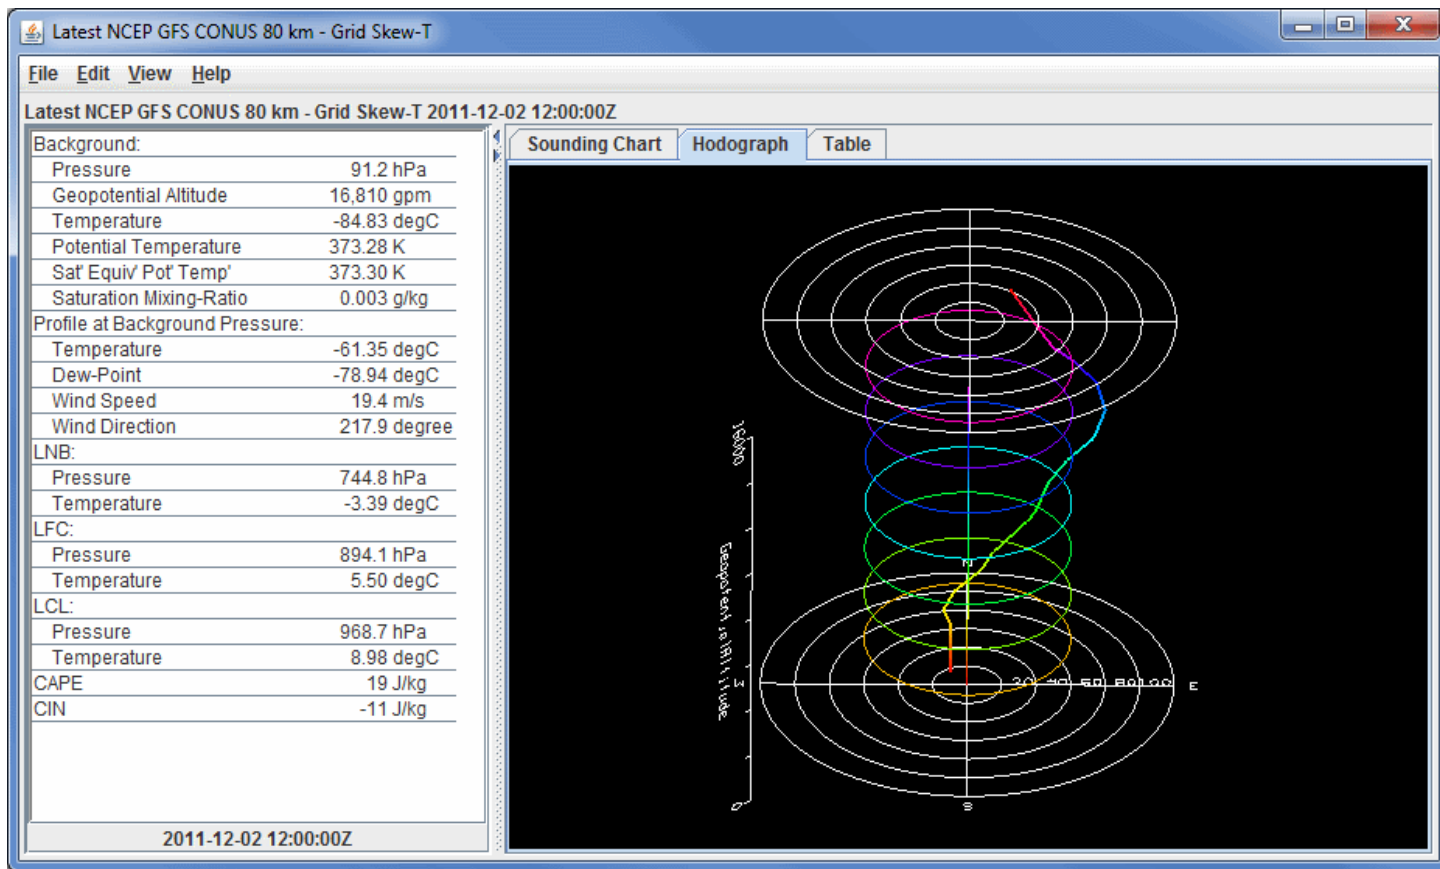 Latest NCEP GFS CONUS 80 km - Grid Skew-T
File Edit View Help
Latest NCEP GFS CONUS 80 km - Grid Skew-T 2011-12-02 12:00:00Z
Background:
Pressure 91.2 hPa
Geopotential Altitude 16,810 gpm
Temperature -84.83 degC
Potential Temperature 373.28 K
Sat' Equiv' Pot' Temp' 373.30 K
Saturation Mixing-Ratio 0.003 g/kg
Profile at Background Pressure:
Temperature -61.35 degC
Dew-Point -78.94 degC
Wind Speed 19.4 m/s
Wind Direction 217.9 degree
LNB:
Pressure 744.8 hPa
Temperature -3.39 degC
LFC:
Pressure 894.1 hPa
Temperature 5.50 degC
LCL:
Pressure 968.7 hPa
Temperature 8.98 degC
CAPE 19 J/kg
CIN -11 J/kg
2011-12-02 12:00:00Z
Sounding Chart Hodograph Table
16000
GeopotentialAltitude
0
N
W 20 40 60 80 100 E
S